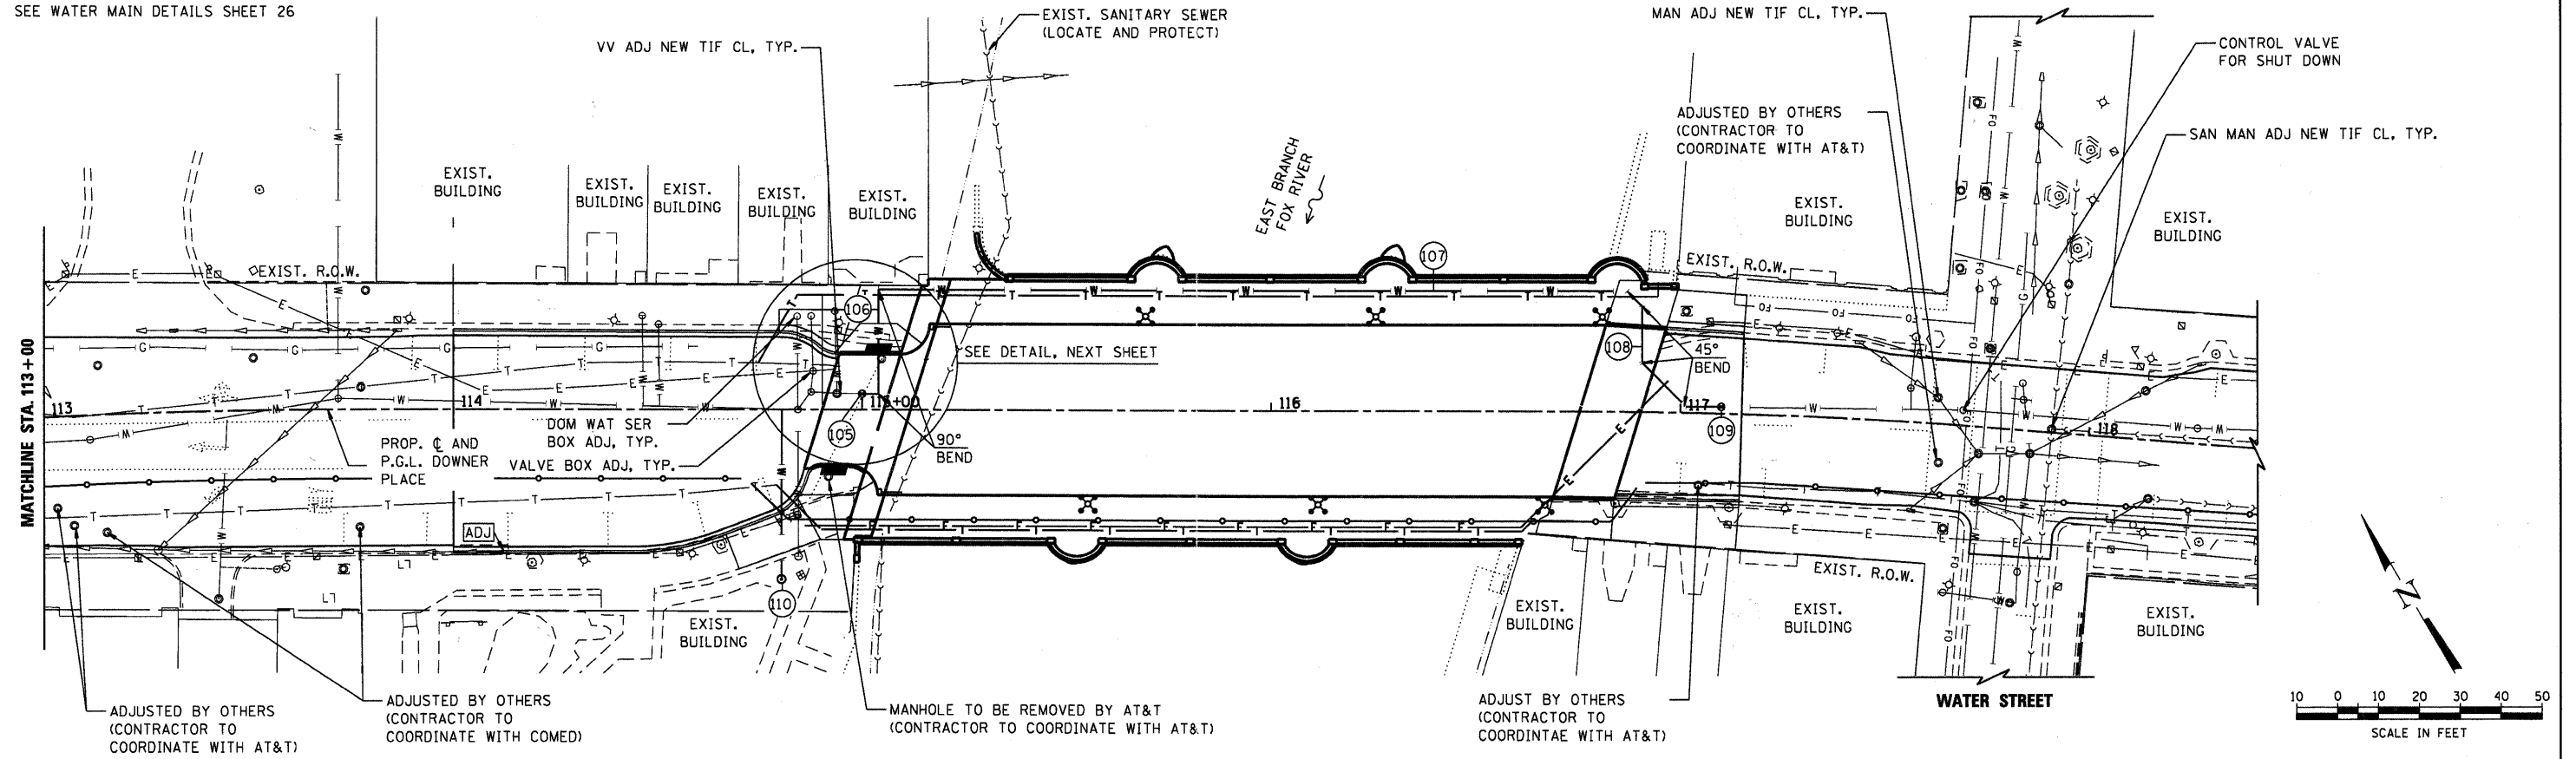 SEE WATER MAIN DETAILS SHEET 26
EXIST. SANITARY SEWER
(LOCATE AND PROTECT)
VV ADJ NEW TIF CL, TYP.
MAN ADJ NEW TIF CL, TYP.
CONTROL VALVE
FOR SHUT DOWN
ADJUSTED BY OTHERS
(CONTRACTOR TO
COORDINATE WITH AT&T)
SAN MAN ADJ NEW TIF CL, TYP.
EXIST.
BUILDING
EXIST.
BUILDING
EXIST.
BUILDING
EXIST.
BUILDING
EXIST.
BUILDING
EAST BRANCH
FOX RIVER
EXIST.
BUILDING
EXIST.
BUILDING
EXIST. R.O.W.
EXIST. R.O.W.
107
106
108
SEE DETAIL, NEXT SHEET
45°
BEND
MATCHLINE STA. 113+00
113
114
115+00
116
117
118
105
109
DOM WAT SER
BOX ADJ, TYP.
90°
BEND
PROP. ℄ AND
P.G.L. DOWNER
PLACE
VALVE BOX ADJ, TYP.
ADJ
110
EXIST. R.O.W.
EXIST.
BUILDING
EXIST.
BUILDING
EXIST.
BUILDING
EXIST.
BUILDING
N
ADJUSTED BY OTHERS
(CONTRACTOR TO
COORDINATE WITH AT&T)
ADJUSTED BY OTHERS
(CONTRACTOR TO
COORDINATE WITH COMED)
MANHOLE TO BE REMOVED BY AT&T
(CONTRACTOR TO COORDINATE WITH AT&T)
ADJUST BY OTHERS
(CONTRACTOR TO
COORDINTAE WITH AT&T)
WATER STREET
10 0 10 20 30 40 50
SCALE IN FEET